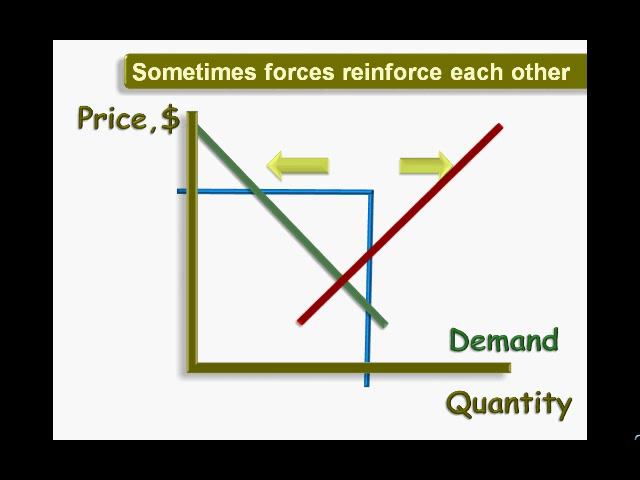 Sometimes forces reinforce each other
Price,$
Demand
Quantity